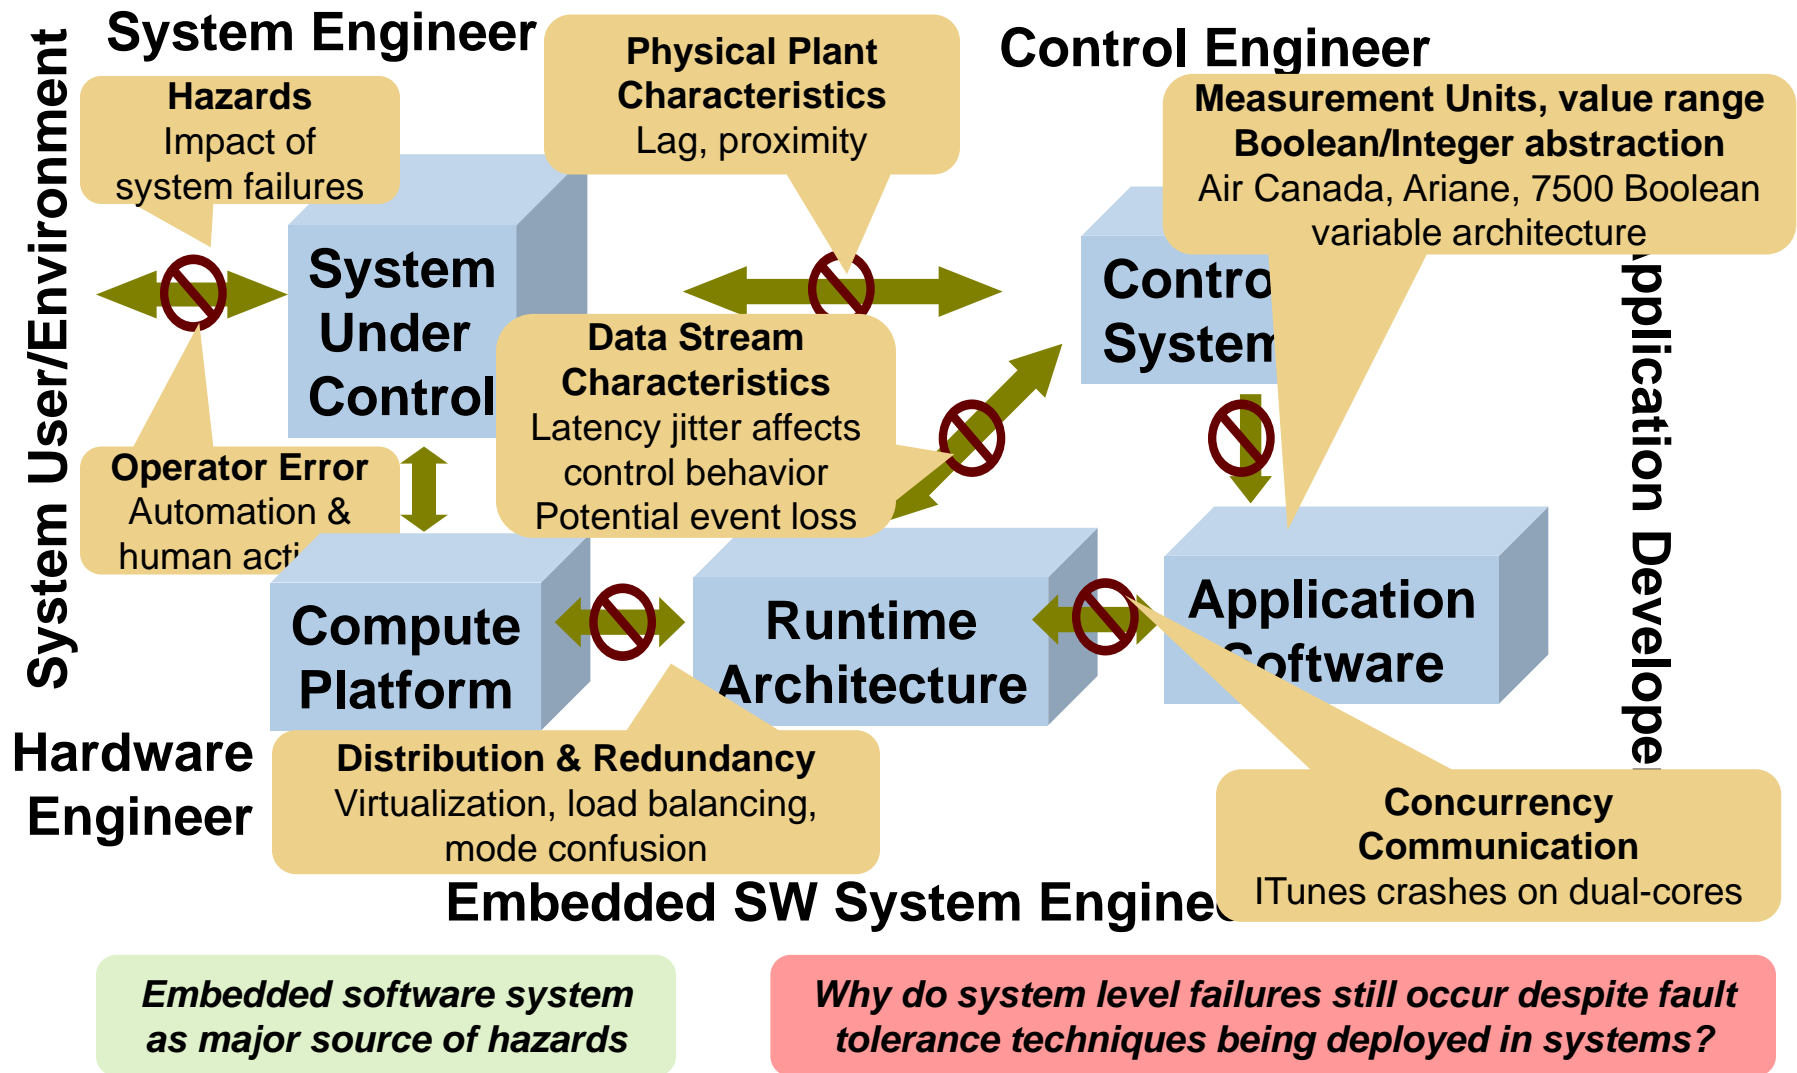 System Engineer
Control Engineer
System User/Environment
Physical Plant
Characteristics
Lag, proximity
Hazards
Impact of
system failures
Measurement Units, value range
Boolean/Integer abstraction
Air Canada, Ariane, 7500 Boolean
variable architecture
System
Under
Control
Contro
System
Data Stream
Characteristics
Latency jitter affects
control behavior
Potential event loss
Operator Error
Automation &
human acti
Application Develope
Compute
Platform
Runtime
Architecture
Application
Software
Hardware
Engineer
Distribution & Redundancy
Virtualization, load balancing,
mode confusion
Concurrency
Communication
ITunes crashes on dual-cores
Embedded SW System Enginee
Embedded software system
as major source of hazards
Why do system level failures still occur despite fault
tolerance techniques being deployed in systems?